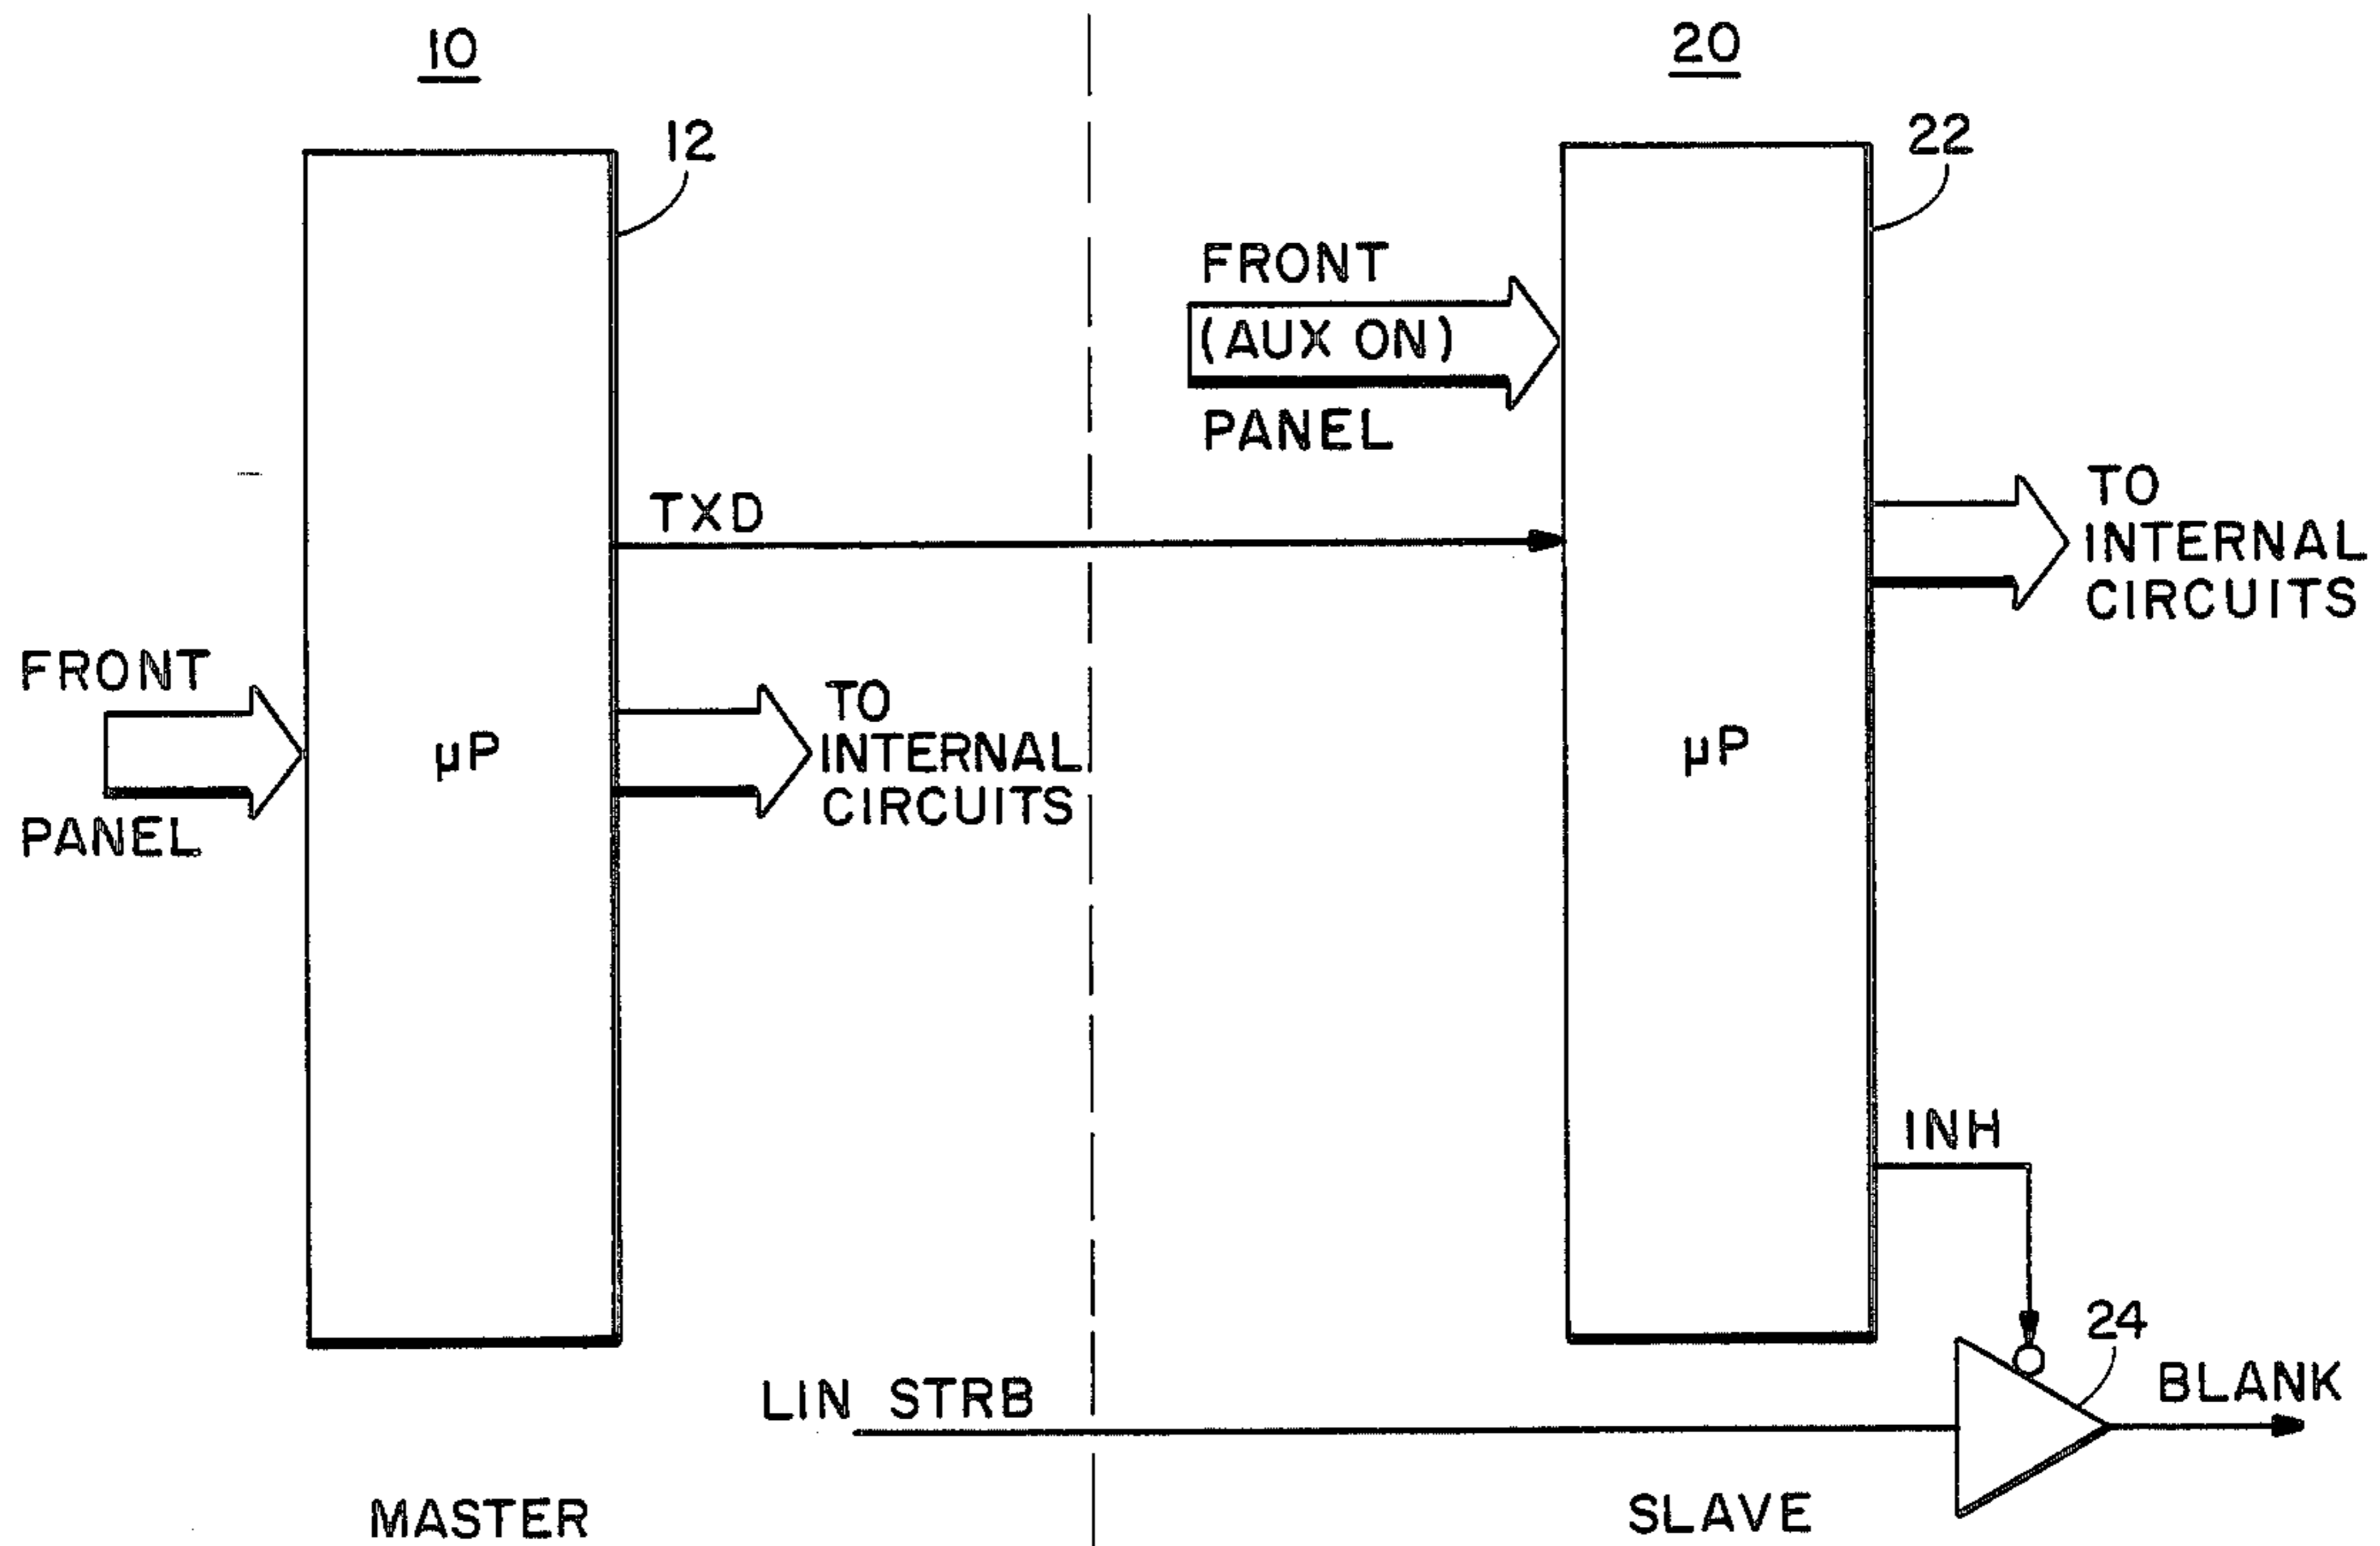 10
20
12
22
FRONT
(AUX ON)
PANEL
TXD
TO
INTERNAL
CIRCUITS
FRONT
PANEL
µP
TO
INTERNAL
CIRCUITS
µP
INH
24
LIN STRB
BLANK
MASTER
SLAVE